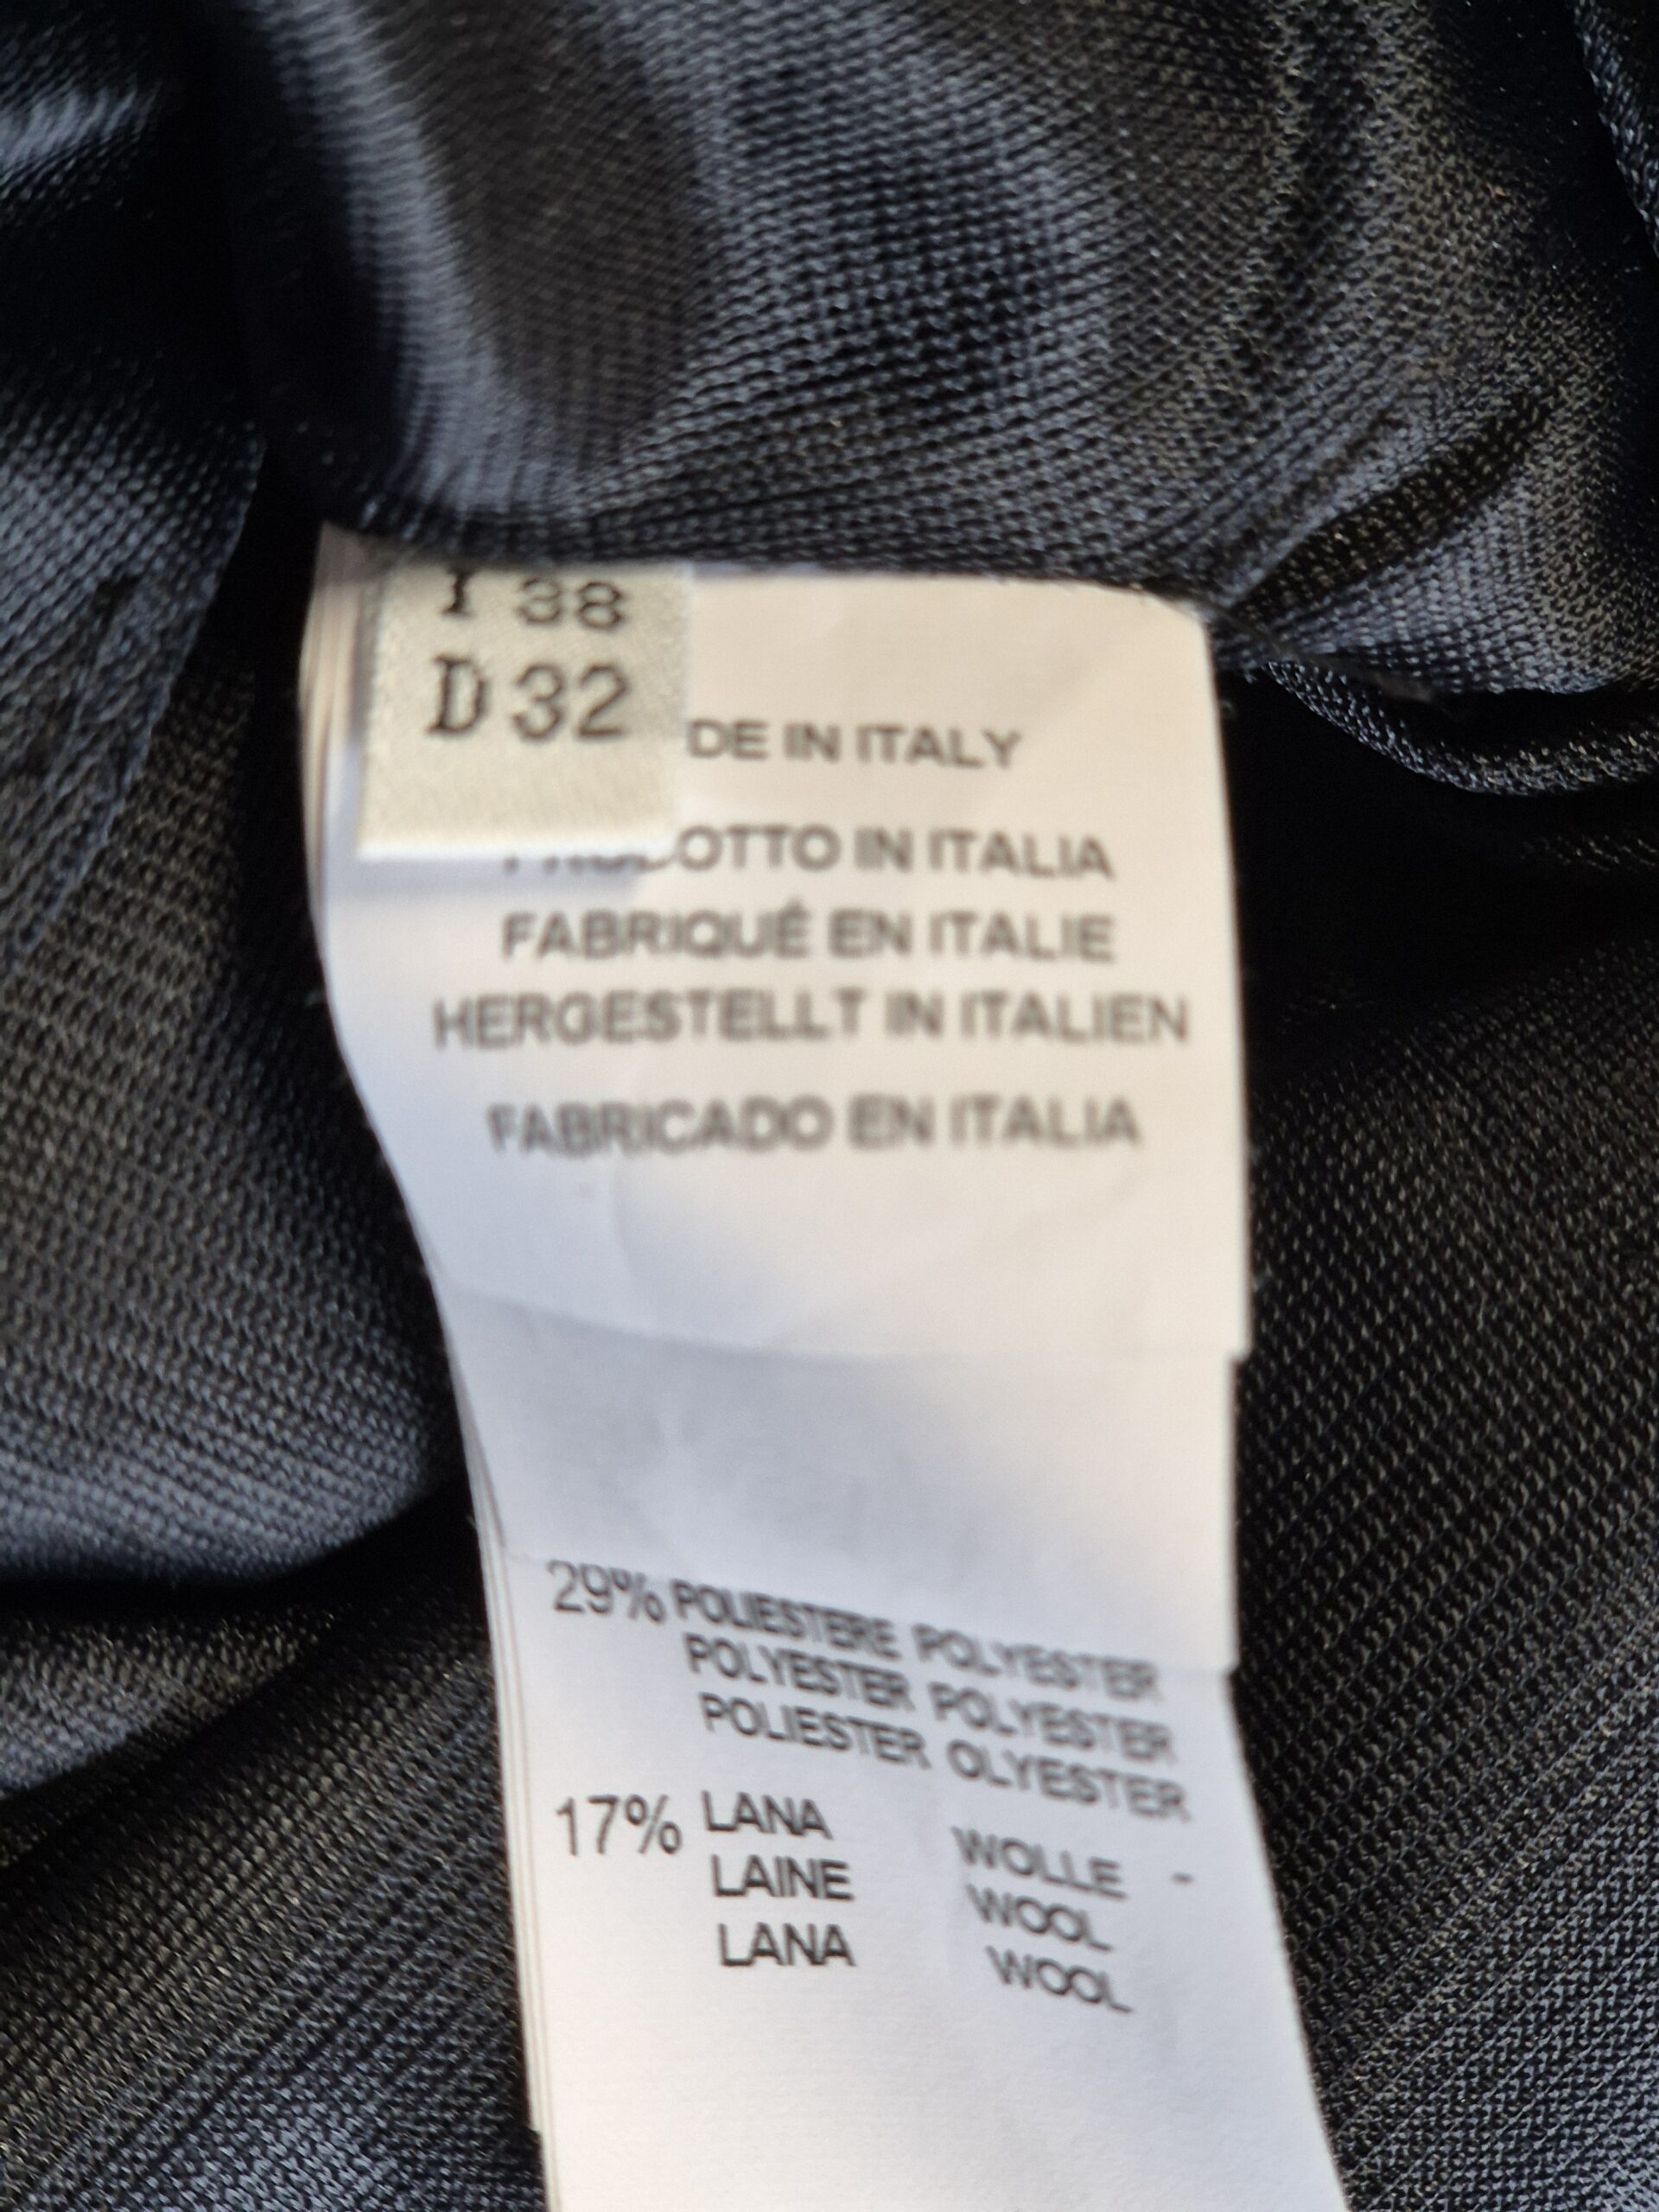 I 38
D 32
DE IN ITALY
OTTO IN ITALIA
FABRIQUÉ EN ITALIE
HERGESTELLT IN ITALIEN
FABRICADO EN ITALIA
29% POLIESTERE POLYESTER
POLYESTER POLYESTER
POLIESTER OLYESTER
17% LANA WOLLE -
LAINE WOOL
LANA WOOL